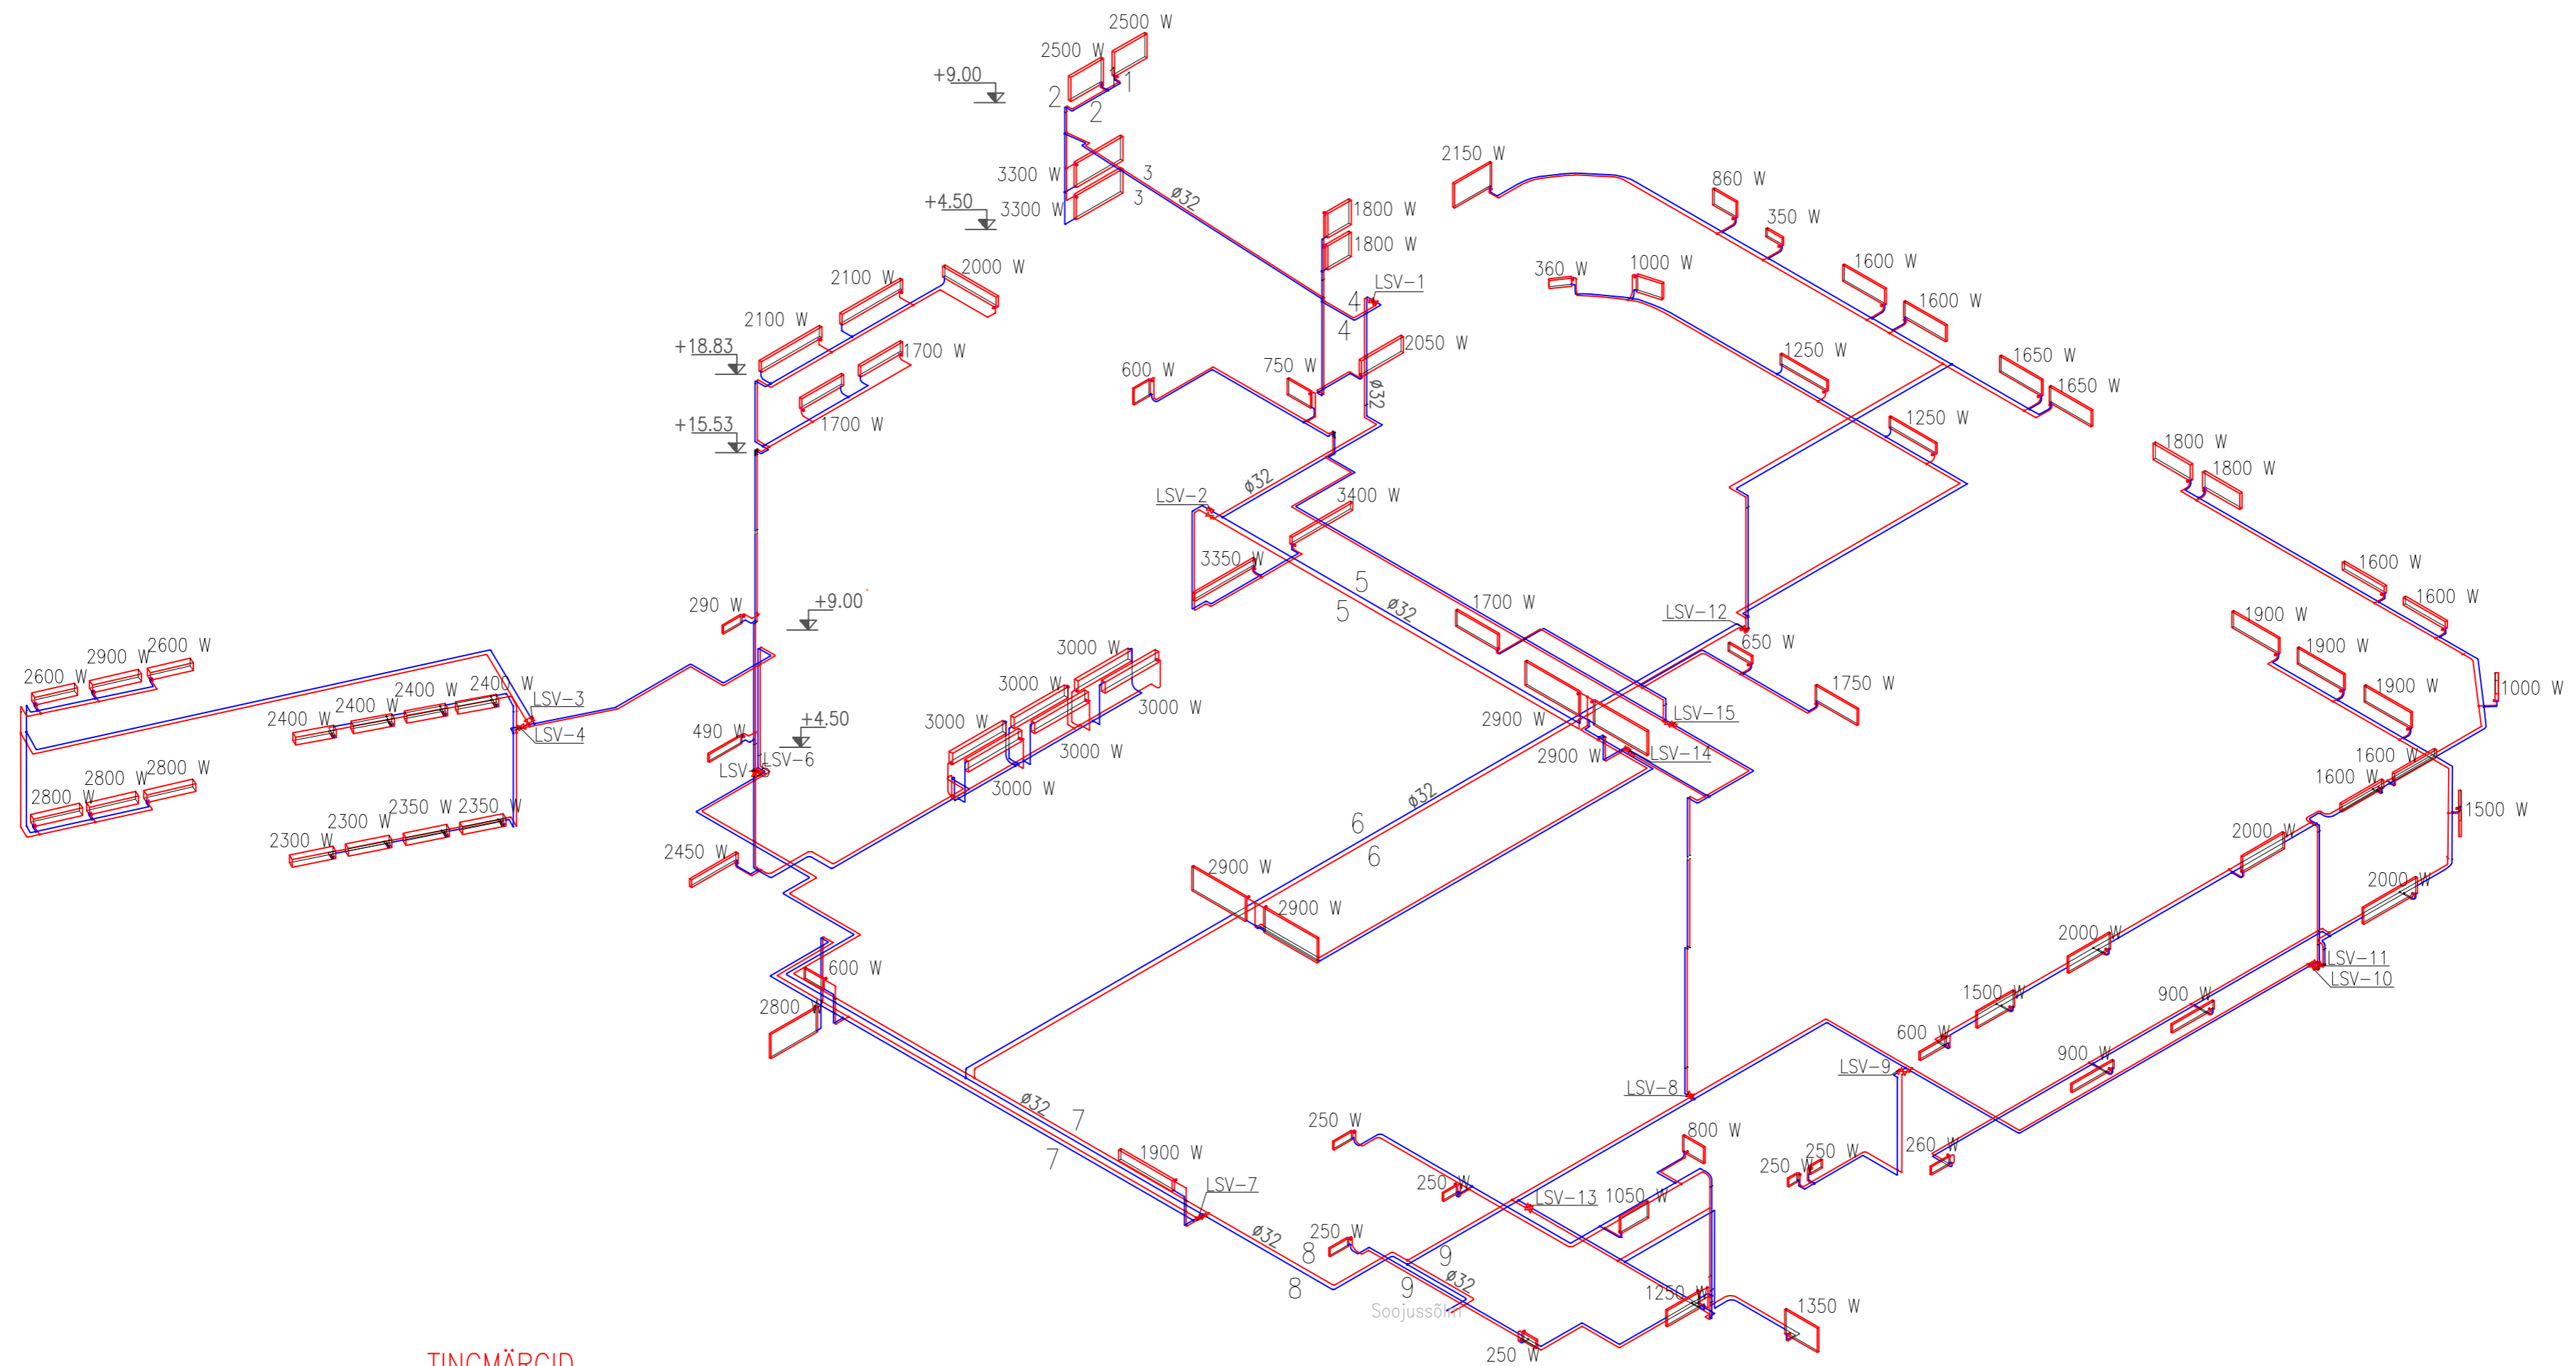 2500 W
2500 W
+9.00
1
1
2
2
3300 W
3
3300 W
3
ø32
+4.50
2150 W
860 W
350 W
1800 W
1800 W
LSV-1
4
4
360 W
1000 W
1600 W
1600 W
2100 W
2000 W
2100 W
+18.83
1700 W
1700 W
+15.53
600 W
750 W
2050 W
ø32
1250 W
1250 W
1650 W
1650 W
1800 W
1800 W
LSV-2
ø32
3400 W
3350 W
5
5
ø32
1700 W
LSV-12
650 W
1750 W
1600 W
1600 W
1900 W
1900 W
1900 W
1000 W
290 W
+9.00
2600 W
2900 W
2600 W
2400 W
2400 W
2400 W
2400 W
LSV-3
LSV-4
490 W
+4.50
LSV-6
LSV
3000 W
3000 W
3000 W
3000 W
3000 W
3000 W
2900 W
2900 W
LSV-15
LSV-14
1600 W
1600 W
1500 W
2800 W
2800 W
2800 W
2300 W
2300 W
2350 W
2350 W
2450 W
6
6
ø32
2900 W
2900 W
2000 W
2000 W
2000 W
1500 W
600 W
LSV-11
LSV-10
900 W
900 W
600 W
2800 W
LSV-8
LSV-9
ø32
7
7
1900 W
LSV-7
250 W
250 W
250 W
800 W
1050 W
LSV-13
250 W
250 W
260 W
ø32
8
8
9
9
ø32
Soojussõlm
1250 W
1350 W
250 W
TINGMÄRGID